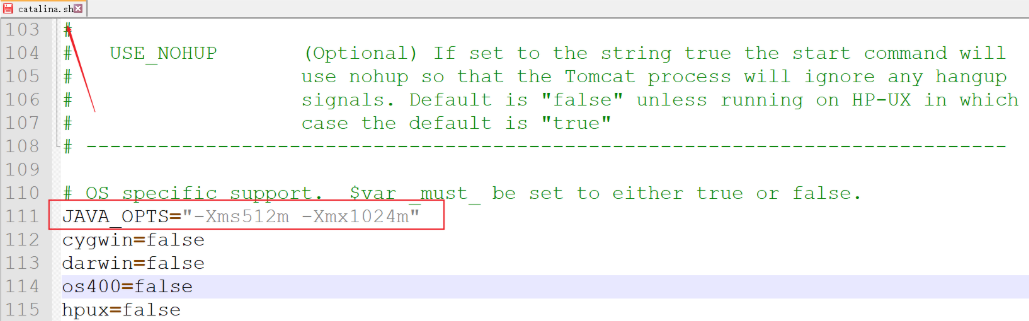 catalina.sh
103 #
104 #   USE_NOHUP       (Optional) If set to the string true the start command will
105 #                   use nohup so that the Tomcat process will ignore any hangup
106 #                   signals. Default is "false" unless running on HP-UX in which
107 #                   case the default is "true"
108 # -----------------------------------------------------------------------------
109
110 # OS specific support.  $var _must_ be set to either true or false.
111 JAVA_OPTS="-Xms512m -Xmx1024m"
112 cygwin=false
113 darwin=false
114 os400=false
115 hpux=false